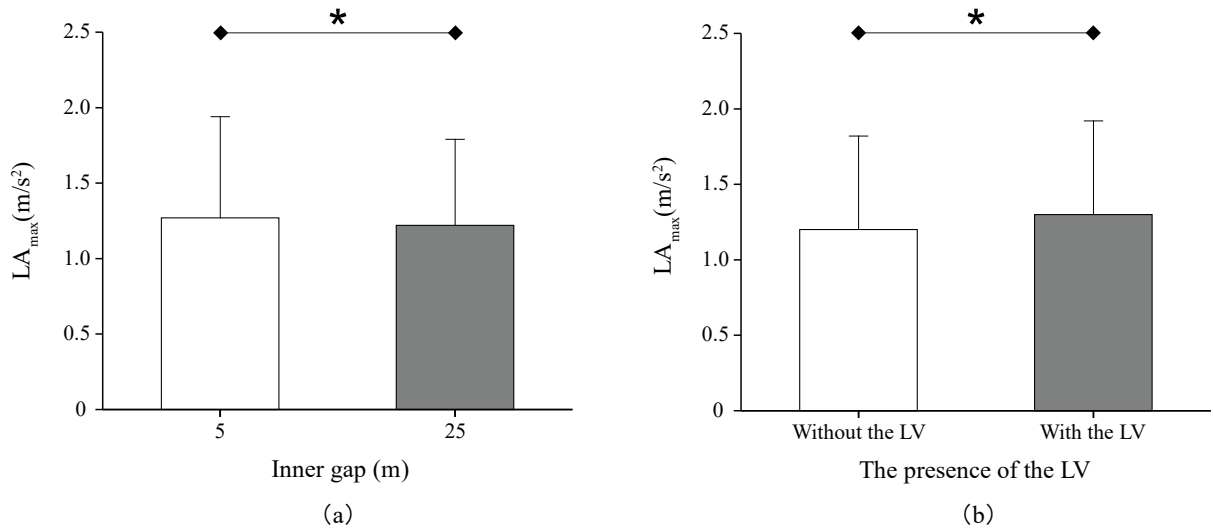 *
2.5
2.0
1.5
1.0
0.5
0
LAmax(m/s²)
5
25
Inner gap (m)
(a)
*
2.5
2.0
1.5
1.0
0.5
0
LAmax(m/s²)
Without the LV
With the LV
The presence of the LV
(b)